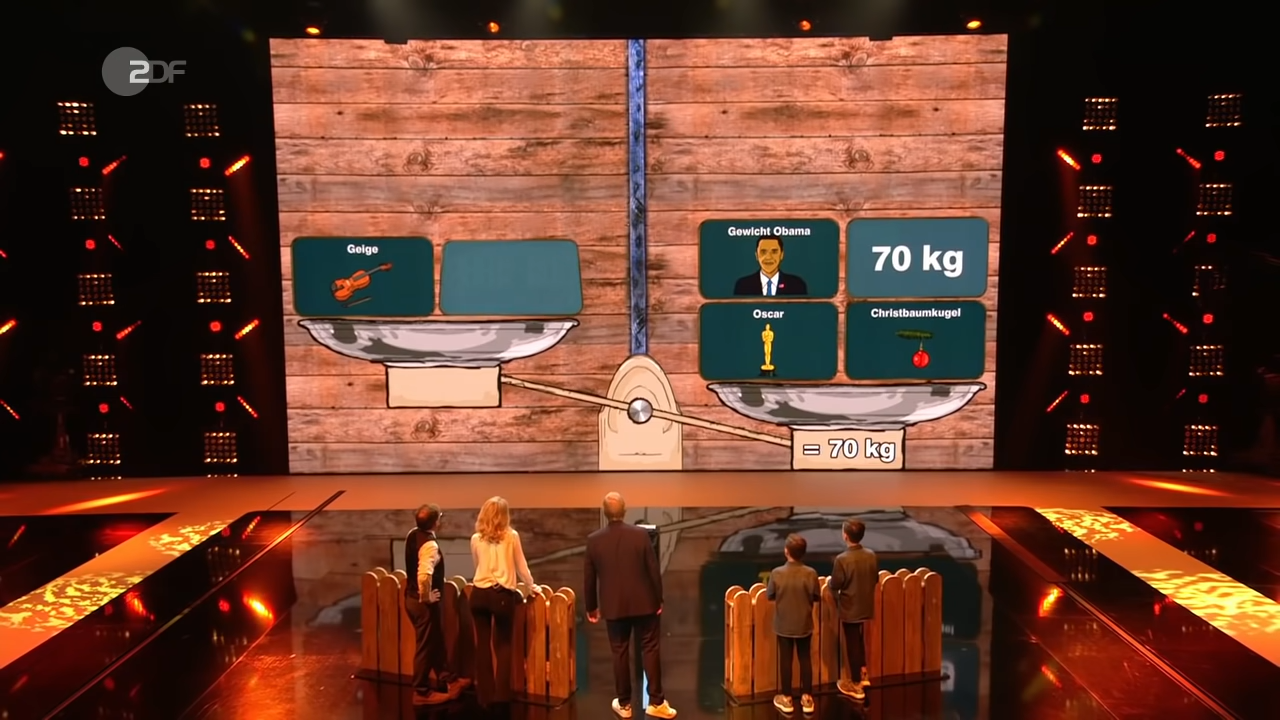 2DF
Geige
Gewicht Obama
70 kg
Oscar
Christbaumkugel
= 70 kg